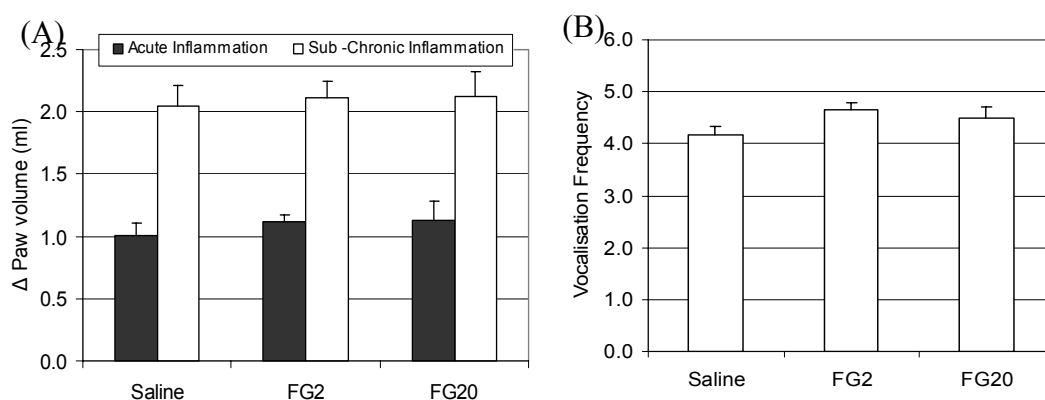 (A)
Acute Inflammation Sub -Chronic Inflammation
Δ Paw volume (ml)
2.5
2.0
1.5
1.0
0.5
0.0
Saline FG2 FG20
(B)
Vocalisation Frequency
6.0
5.0
4.0
3.0
2.0
1.0
0.0
Saline FG2 FG20